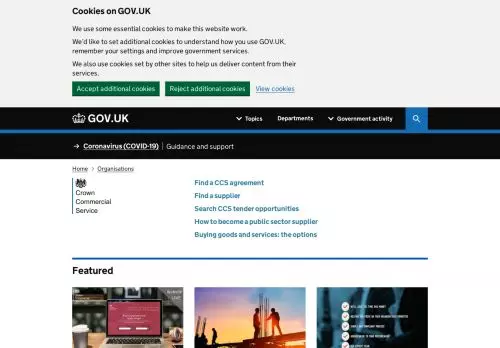 Cookies on GOV.UK
We use some essential cookies to make this website work.
We'd like to set additional cookies to understand how you use GOV.UK,
remember your settings and improve government services.
We also use cookies set by other sites to help us deliver content from their
services.
Accept additional cookies Reject additional cookies View cookies
GOV.UK Topics Departments Government activity
Coronavirus (COVID-19) Guidance and support
Home Organisations
Crown
Commercial
Service
Find a CCS agreement
Find a supplier
Search CCS tender opportunities
How to become a public sector supplier
Buying goods and services: the options
Featured